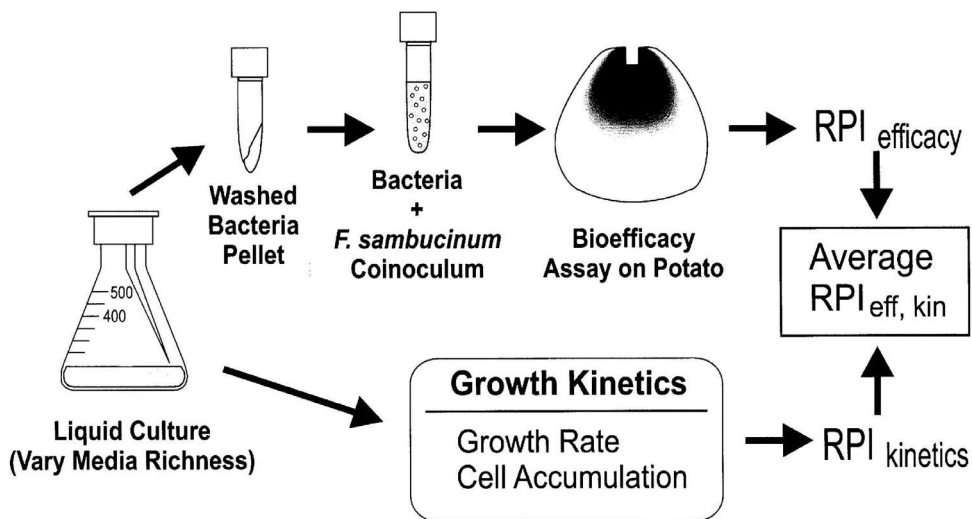 500
400
Liquid Culture
(Vary Media Richness)
Washed
Bacteria
Pellet
Bacteria
+
F. sambucinum
Coinoculum
Bioefficacy
Assay on Potato
RPI efficacy
Average
RPI eff, kin
Growth Kinetics
Growth Rate
Cell Accumulation
RPI kinetics